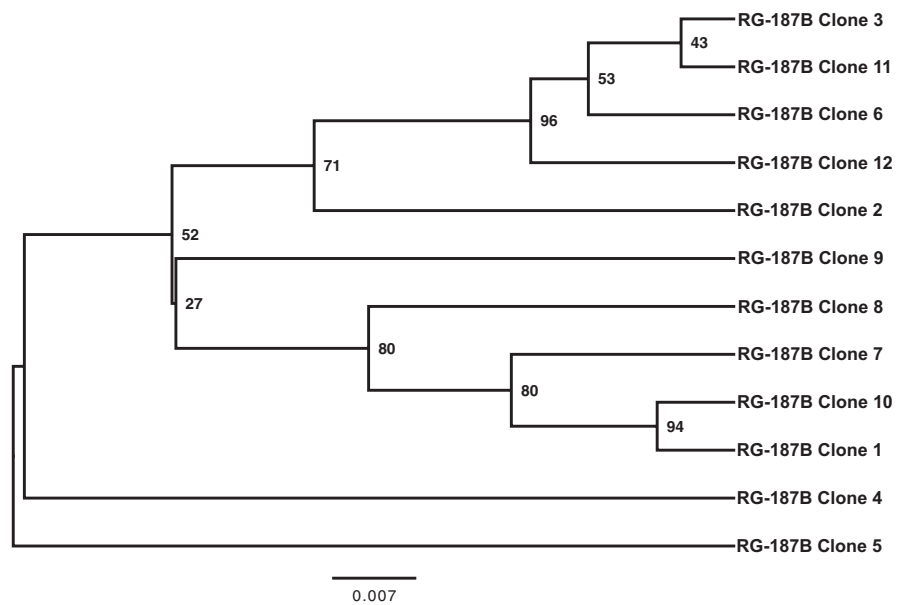 RG-187B Clone 3
43
RG-187B Clone 11
53
RG-187B Clone 6
96
RG-187B Clone 12
71
RG-187B Clone 2
52
RG-187B Clone 9
27
RG-187B Clone 8
80
RG-187B Clone 7
80
RG-187B Clone 10
94
RG-187B Clone 1
RG-187B Clone 4
RG-187B Clone 5
0.007